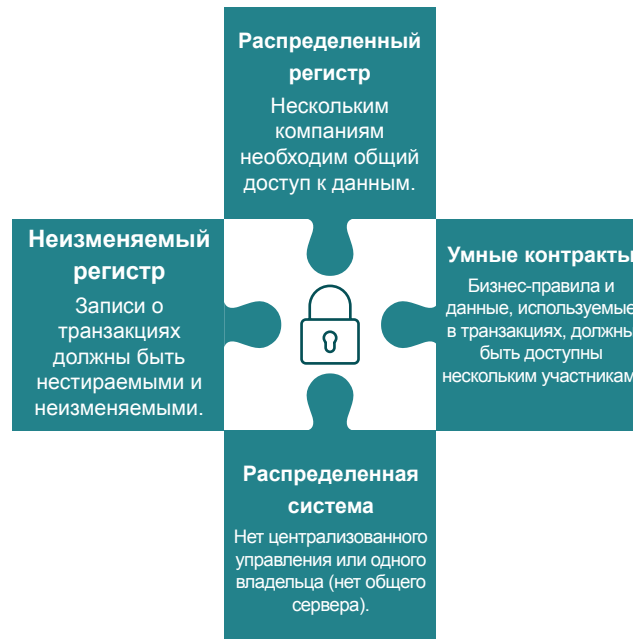 Распределенный
регистр
Нескольким
компаниям
необходим общий
доступ к данным.
Неизменяемый
регистр
Записи о
транзакциях
должны быть
нестираемыми и
неизменяемыми.
Умные контракты
Бизнес-правила и
данные, используемые
в транзакциях, должны
быть доступны
нескольким участникам
Распределенная
система
Нет централизованного
управления или одного
владельца (нет общего
сервера).